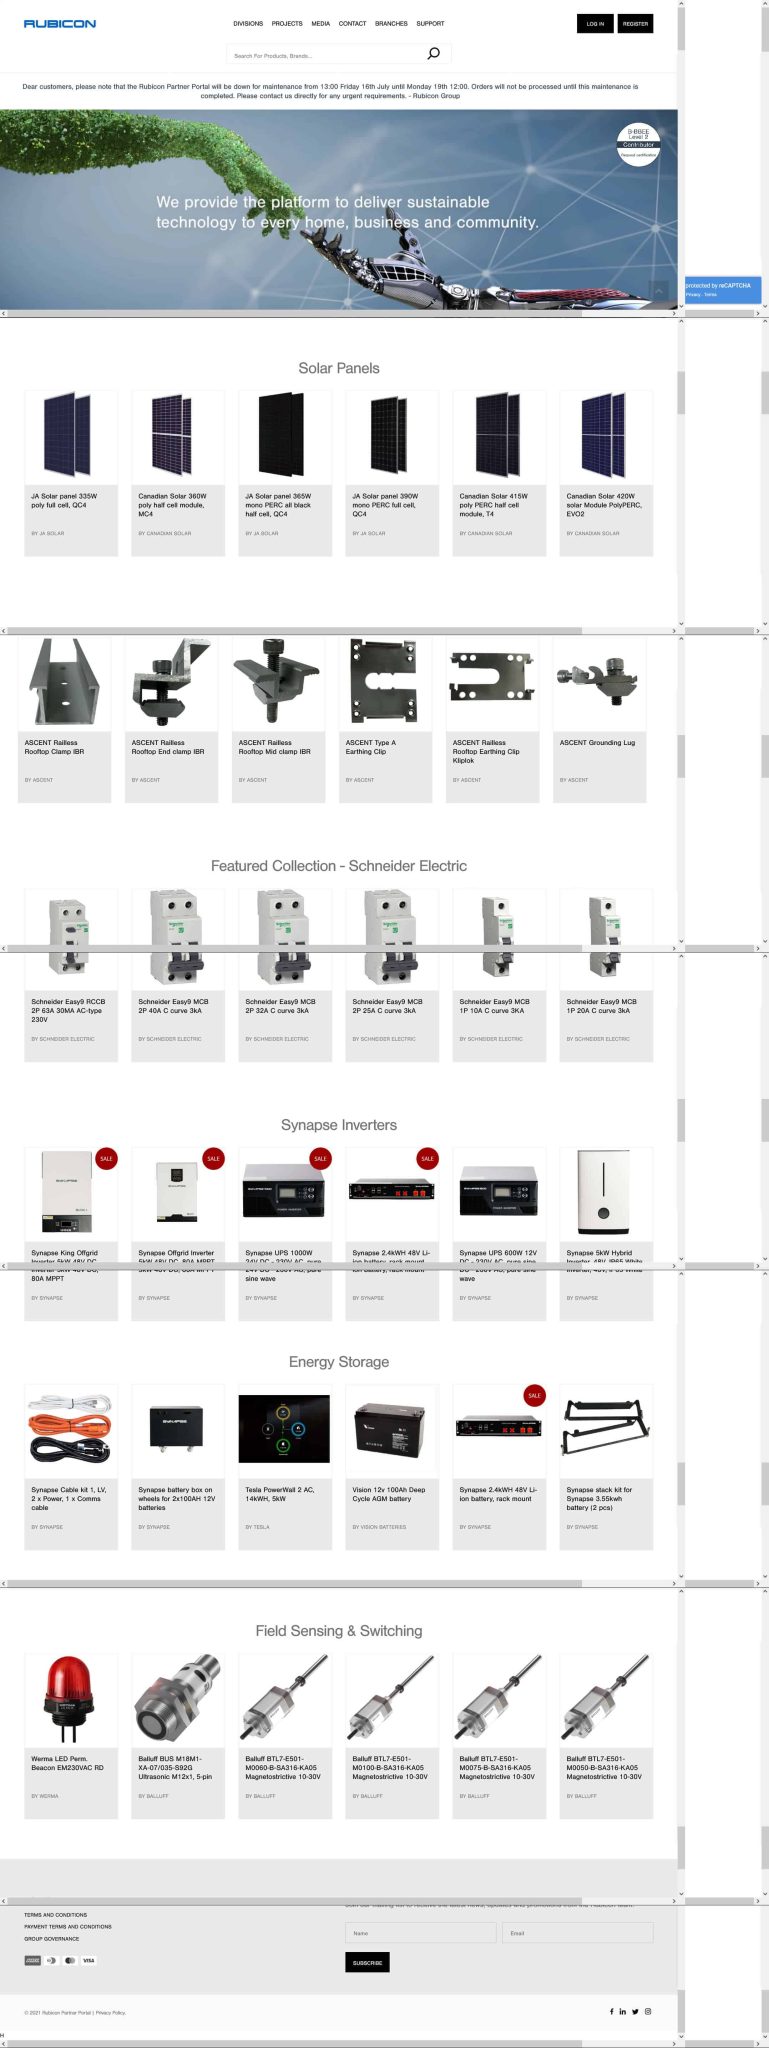 RUBICON
DIVISIONS PROJECTS MEDIA CONTACT BRANCHES SUPPORT
LOG IN REGISTER
Search For Products, Brands...
Dear customers, please note that the Rubicon Partner Portal will be down for maintenance from 13:00 Friday 16th July until Monday 19th 12:00. Orders will not be processed until this maintenance is
completed. Please contact us directly for any urgent requirements. - Rubicon Group
B-BBEE
Level 2
Contributor
Request certification
We provide the platform to deliver sustainable
technology to every home, business and community.
protected by reCAPTCHA
Privacy - Terms
Solar Panels
JA Solar panel 335W
poly full cell, QC4
BY JA SOLAR
Canadian Solar 360W
poly half cell module,
MC4
BY CANADIAN SOLAR
JA Solar panel 365W
mono PERC all black
half cell, QC4
BY JA SOLAR
JA Solar panel 390W
mono PERC full cell,
QC4
BY JA SOLAR
Canadian Solar 415W
poly PERC half cell
module, T4
BY CANADIAN SOLAR
Canadian Solar 420W
solar Module PolyPERC,
EVO2
BY CANADIAN SOLAR
ASCENT Railless
Rooftop Clamp IBR
BY ASCENT
ASCENT Railless
Rooftop End clamp IBR
BY ASCENT
ASCENT Railless
Rooftop Mid clamp IBR
BY ASCENT
ASCENT Type A
Earthing Clip
BY ASCENT
ASCENT Railless
Rooftop Earthing Clip
Kliplok
BY ASCENT
ASCENT Grounding Lug
BY ASCENT
Featured Collection - Schneider Electric
Schneider Easy9 RCCB
2P 63A 30MA AC-type
230V
BY SCHNEIDER ELECTRIC
Schneider Easy9 MCB
2P 40A C curve 3kA
BY SCHNEIDER ELECTRIC
Schneider Easy9 MCB
2P 32A C curve 3kA
BY SCHNEIDER ELECTRIC
Schneider Easy9 MCB
2P 25A C curve 3kA
BY SCHNEIDER ELECTRIC
Schneider Easy9 MCB
1P 10A C curve 3KA
BY SCHNEIDER ELECTRIC
Schneider Easy9 MCB
1P 20A C curve 3kA
BY SCHNEIDER ELECTRIC
Synapse Inverters
SALE
SALE
SALE
SALE
Synapse King Offgrid
Inverter 5kW 48V DC,
80A MPPT
BY SYNAPSE
Synapse Offgrid Inverter
5kW 48V DC, 80A MPPT
BY SYNAPSE
Synapse UPS 1000W
24V DC - 230V AC, pure
sine wave
BY SYNAPSE
Synapse 2.4kWH 48V Li-
ion battery, rack mount
BY SYNAPSE
Synapse UPS 600W 12V
DC - 230V AC, pure sine
wave
BY SYNAPSE
Synapse 5kW Hybrid
Inverter, 48V, IP65 White
BY SYNAPSE
Energy Storage
SALE
Synapse Cable kit 1, LV,
2 x Power, 1 x Comms
cable
BY SYNAPSE
Synapse battery box on
wheels for 2x100AH 12V
batteries
BY SYNAPSE
Tesla PowerWall 2 AC,
14kWH, 5kW
BY TESLA
Vision 12v 100Ah Deep
Cycle AGM battery
BY VISION BATTERIES
Synapse 2.4kWH 48V Li-
ion battery, rack mount
BY SYNAPSE
Synapse stack kit for
Synapse 3.55kwh
battery (2 pcs)
BY SYNAPSE
Field Sensing & Switching
Werma LED Perm.
Beacon EM230VAC RD
BY WERMA
Balluff BUS M18M1-
XA-07/035-S92G
Ultrasonic M12x1, 5-pin
BY BALLUFF
Balluff BTL7-E501-
M0060-B-SA316-KA05
Magnetostrictive 10-30V
BY BALLUFF
Balluff BTL7-E501-
M0100-B-SA316-KA05
Magnetostrictive 10-30V
BY BALLUFF
Balluff BTL7-E501-
M0075-B-SA316-KA05
Magnetostrictive 10-30V
BY BALLUFF
Balluff BTL7-E501-
M0050-B-SA316-KA05
Magnetostrictive 10-30V
BY BALLUFF
Join our mailing list to receive the latest news, updates and promotions from the Rubicon team.
TERMS AND CONDITIONS
PAYMENT TERMS AND CONDITIONS
GROUP GOVERNANCE
VISA
Name
Email
SUBSCRIBE
© 2021 Rubicon Partner Portal | Privacy Policy.
H